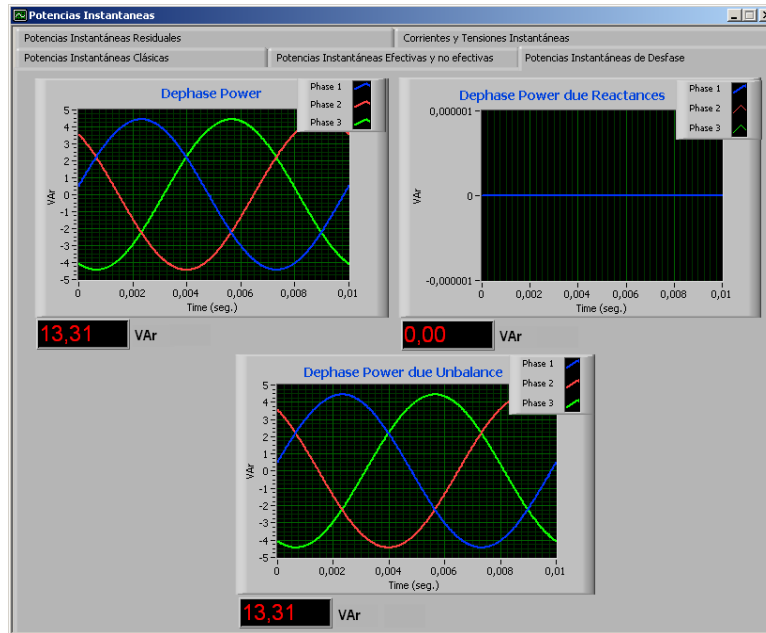 Potencias Instantaneas
Potencias Instantáneas Residuales
Corrientes y Tensiones Instantáneas
Potencias Instantáneas Clásicas
Potencias Instantáneas Efectivas y no efectivas
Potencias Instantáneas de Desfase
Dephase Power
Phase 1
Phase 2
Phase 3
5
4
3
2
1
0
-1
-2
-3
-4
-5
VAr
0
0,002
0,004
0,006
0,008
0,01
Time (seg.)
13,31 VAr
Dephase Power due Reactances
Phase 1
Phase 2
Phase 3
0,000001
0
-0,000001
VAr
0
0,002
0,004
0,006
0,008
0,01
Time (seg.)
0,00 VAr
Dephase Power due Unbalance
Phase 1
Phase 2
Phase 3
5
4
3
2
1
0
-1
-2
-3
-4
-5
VAr
0
0,002
0,004
0,006
0,008
0,01
Time (seg.)
13,31 VAr